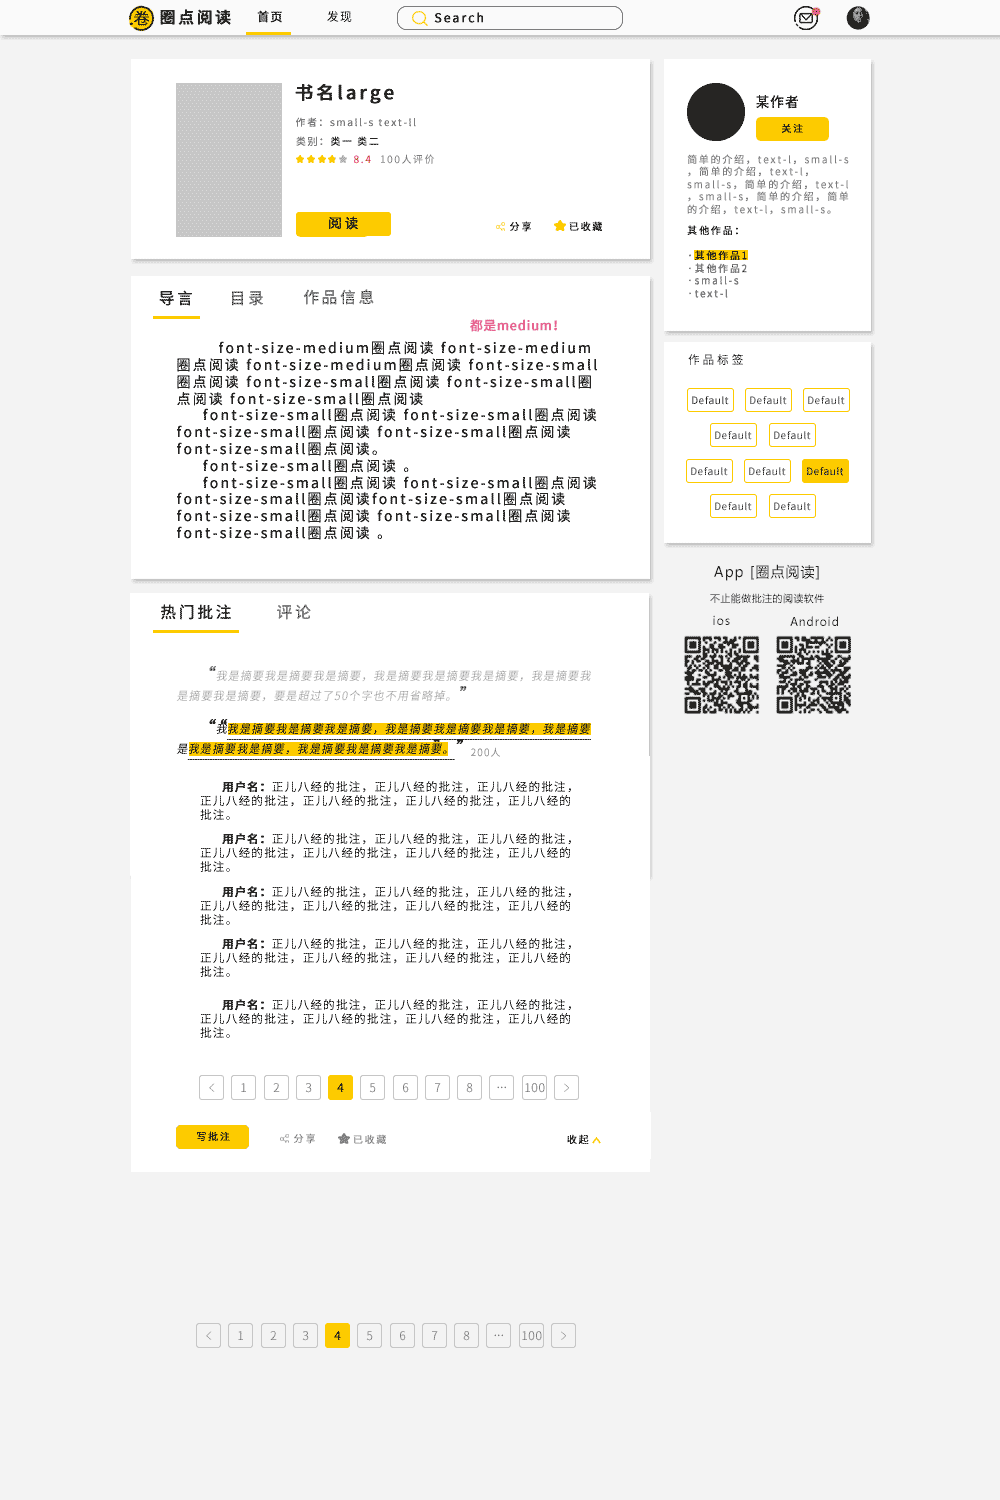 卷 圈点阅读 首页 发现 Search
书名large
作者：small-s text-ll
类别：类一 类二
8.4 100人评价
阅读 分享 已收藏
某作者
关注
简单的介绍，text-l，small-s
，简单的介绍，text-l，
small-s，简单的介绍，text-l
，small-s，简单的介绍，简单
的介绍，text-l，small-s。
其他作品：
·其他作品1
·其他作品2
·small-s
·text-l
导言 目录 作品信息
都是medium!
font-size-medium圈点阅读 font-size-medium
圈点阅读 font-size-medium圈点阅读 font-size-small
圈点阅读 font-size-small圈点阅读 font-size-small圈
点阅读 font-size-small圈点阅读
font-size-small圈点阅读 font-size-small圈点阅读
font-size-small圈点阅读 font-size-small圈点阅读
font-size-small圈点阅读。
font-size-small圈点阅读 。
font-size-small圈点阅读 font-size-small圈点阅读
font-size-small圈点阅读font-size-small圈点阅读
font-size-small圈点阅读 font-size-small圈点阅读
font-size-small圈点阅读 。
作品标签
Default Default Default
Default Default
Default Default Default
Default Default
App [圈点阅读]
不止能做批注的阅读软件
ios Android
热门批注 评论
“我是摘要我是摘要我是摘要，我是摘要我是摘要我是摘要，我是摘要我
是摘要我是摘要，要是超过了50个字也不用省略掉。”
“我“我是摘要我是摘要我是摘要，我是摘要我是摘要我是摘要，我是摘要
是我是摘要我是摘要，我是摘要我是摘要我是摘要。” 200人
用户名：正儿八经的批注，正儿八经的批注，正儿八经的批注，
正儿八经的批注，正儿八经的批注，正儿八经的批注，正儿八经的
批注。
用户名：正儿八经的批注，正儿八经的批注，正儿八经的批注，
正儿八经的批注，正儿八经的批注，正儿八经的批注，正儿八经的
批注。
用户名：正儿八经的批注，正儿八经的批注，正儿八经的批注，
正儿八经的批注，正儿八经的批注，正儿八经的批注，正儿八经的
批注。
用户名：正儿八经的批注，正儿八经的批注，正儿八经的批注，
正儿八经的批注，正儿八经的批注，正儿八经的批注，正儿八经的
批注。
用户名：正儿八经的批注，正儿八经的批注，正儿八经的批注，
正儿八经的批注，正儿八经的批注，正儿八经的批注，正儿八经的
批注。
< 1 2 3 4 5 6 7 8 ··· 100 >
写批注 分享 已收藏 收起
< 1 2 3 4 5 6 7 8 ··· 100 >